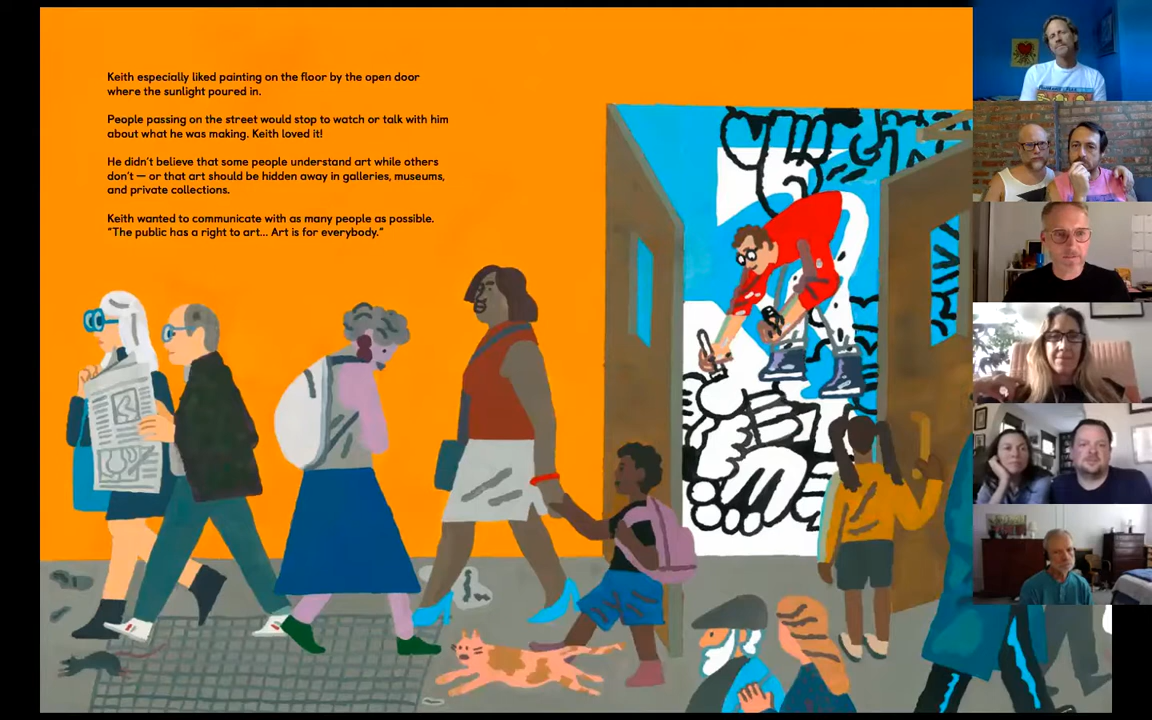 Keith especially liked painting on the floor by the open door
where the sunlight poured in.
People passing on the street would stop to watch or talk with him
about what he was making. Keith loved it!
He didn't believe that some people understand art while others
don't — or that art should be hidden away in galleries, museums,
and private collections.
Keith wanted to communicate with as many people as possible.
"The public has a right to art... Art is for everybody."